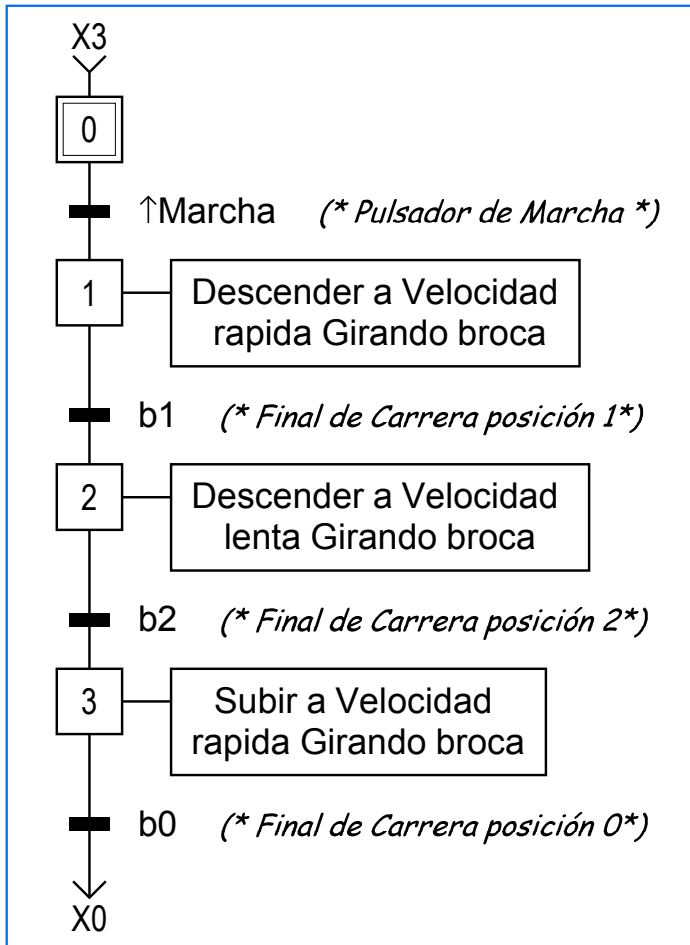 X3
0
↑Marcha (* Pulsador de Marcha *)
1
Descender a Velocidad
rapida Girando broca
b1 (* Final de Carrera posición 1*)
2
Descender a Velocidad
lenta Girando broca
b2 (* Final de Carrera posición 2*)
3
Subir a Velocidad
rapida Girando broca
b0 (* Final de Carrera posición 0*)
X0